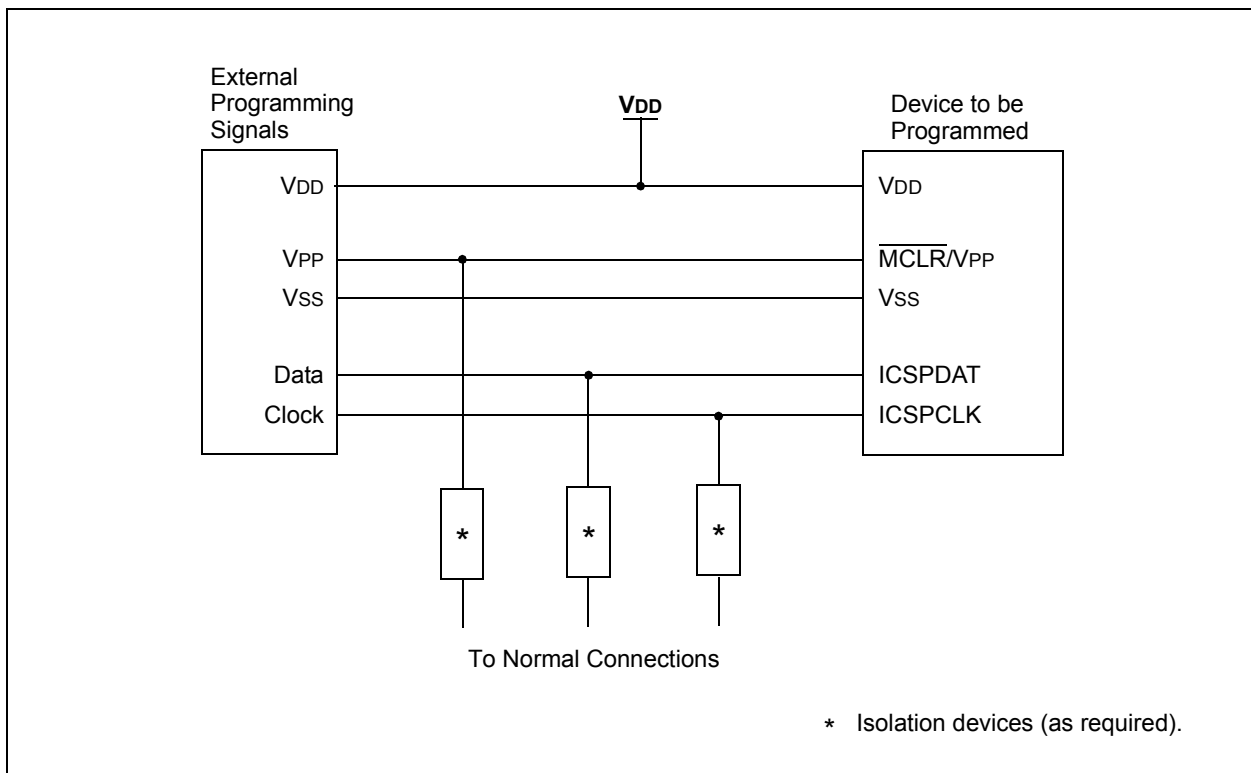 External
Programming
Signals
VDD
Device to be
Programmed
VDD
VDD
VPP
MCLR/VPP
VSS
VSS
Data
ICSPDAT
Clock
ICSPCLK
* * *
To Normal Connections
* Isolation devices (as required).